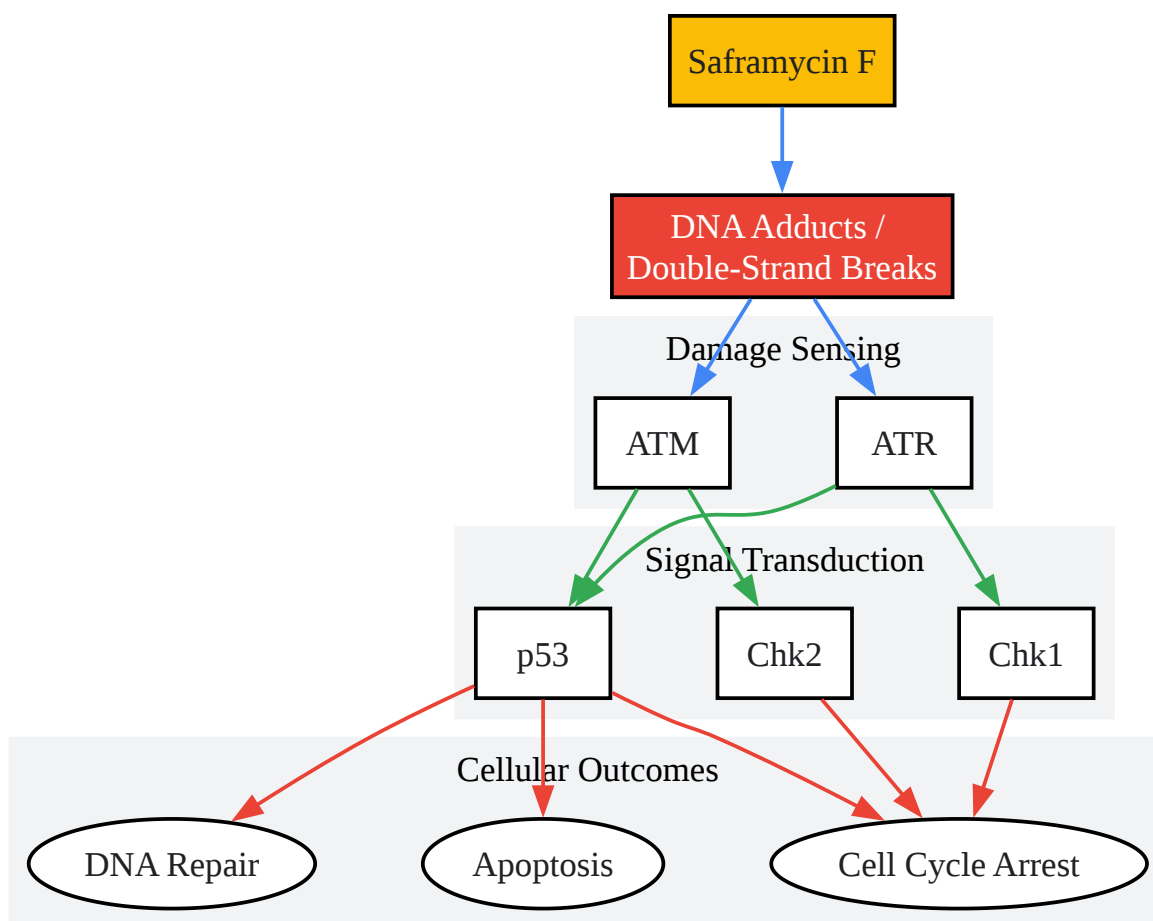 Saframycin F
DNA Adducts /
Double-Strand Breaks
Damage Sensing
ATM
ATR
Signal Transduction
p53
Chk2
Chk1
Cellular Outcomes
DNA Repair
Apoptosis
Cell Cycle Arrest